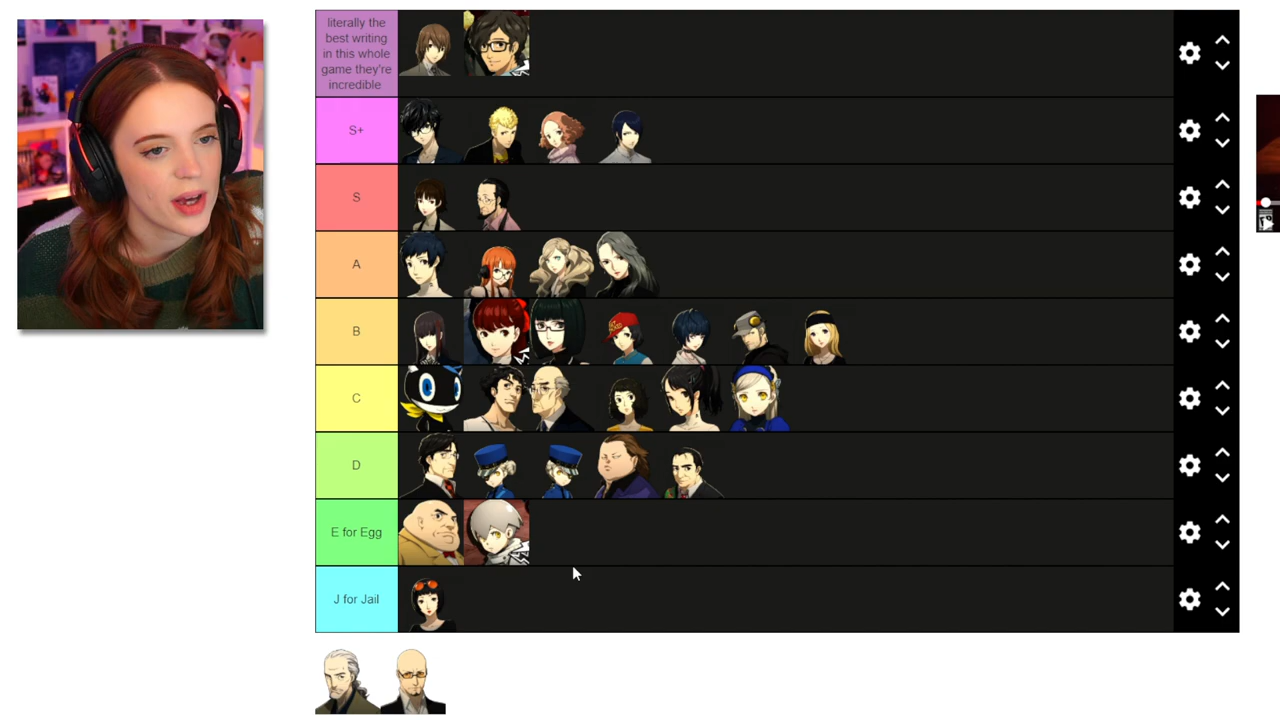 literally the
best writing
in this whole
game they're
incredible
S+
S
A
B
C
D
E for Egg
J for Jail